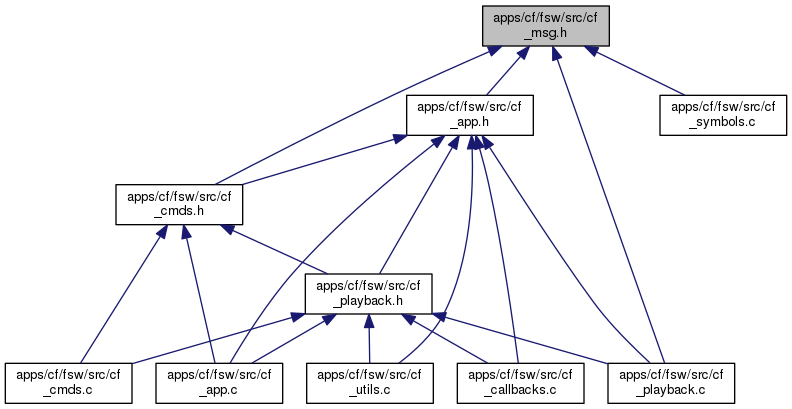 apps/cf/fsw/src/cf
_msg.h
apps/cf/fsw/src/cf
_app.h
apps/cf/fsw/src/cf
_symbols.c
apps/cf/fsw/src/cf
_cmds.h
apps/cf/fsw/src/cf
_playback.h
apps/cf/fsw/src/cf
_cmds.c
apps/cf/fsw/src/cf
_app.c
apps/cf/fsw/src/cf
_utils.c
apps/cf/fsw/src/cf
_callbacks.c
apps/cf/fsw/src/cf
_playback.c